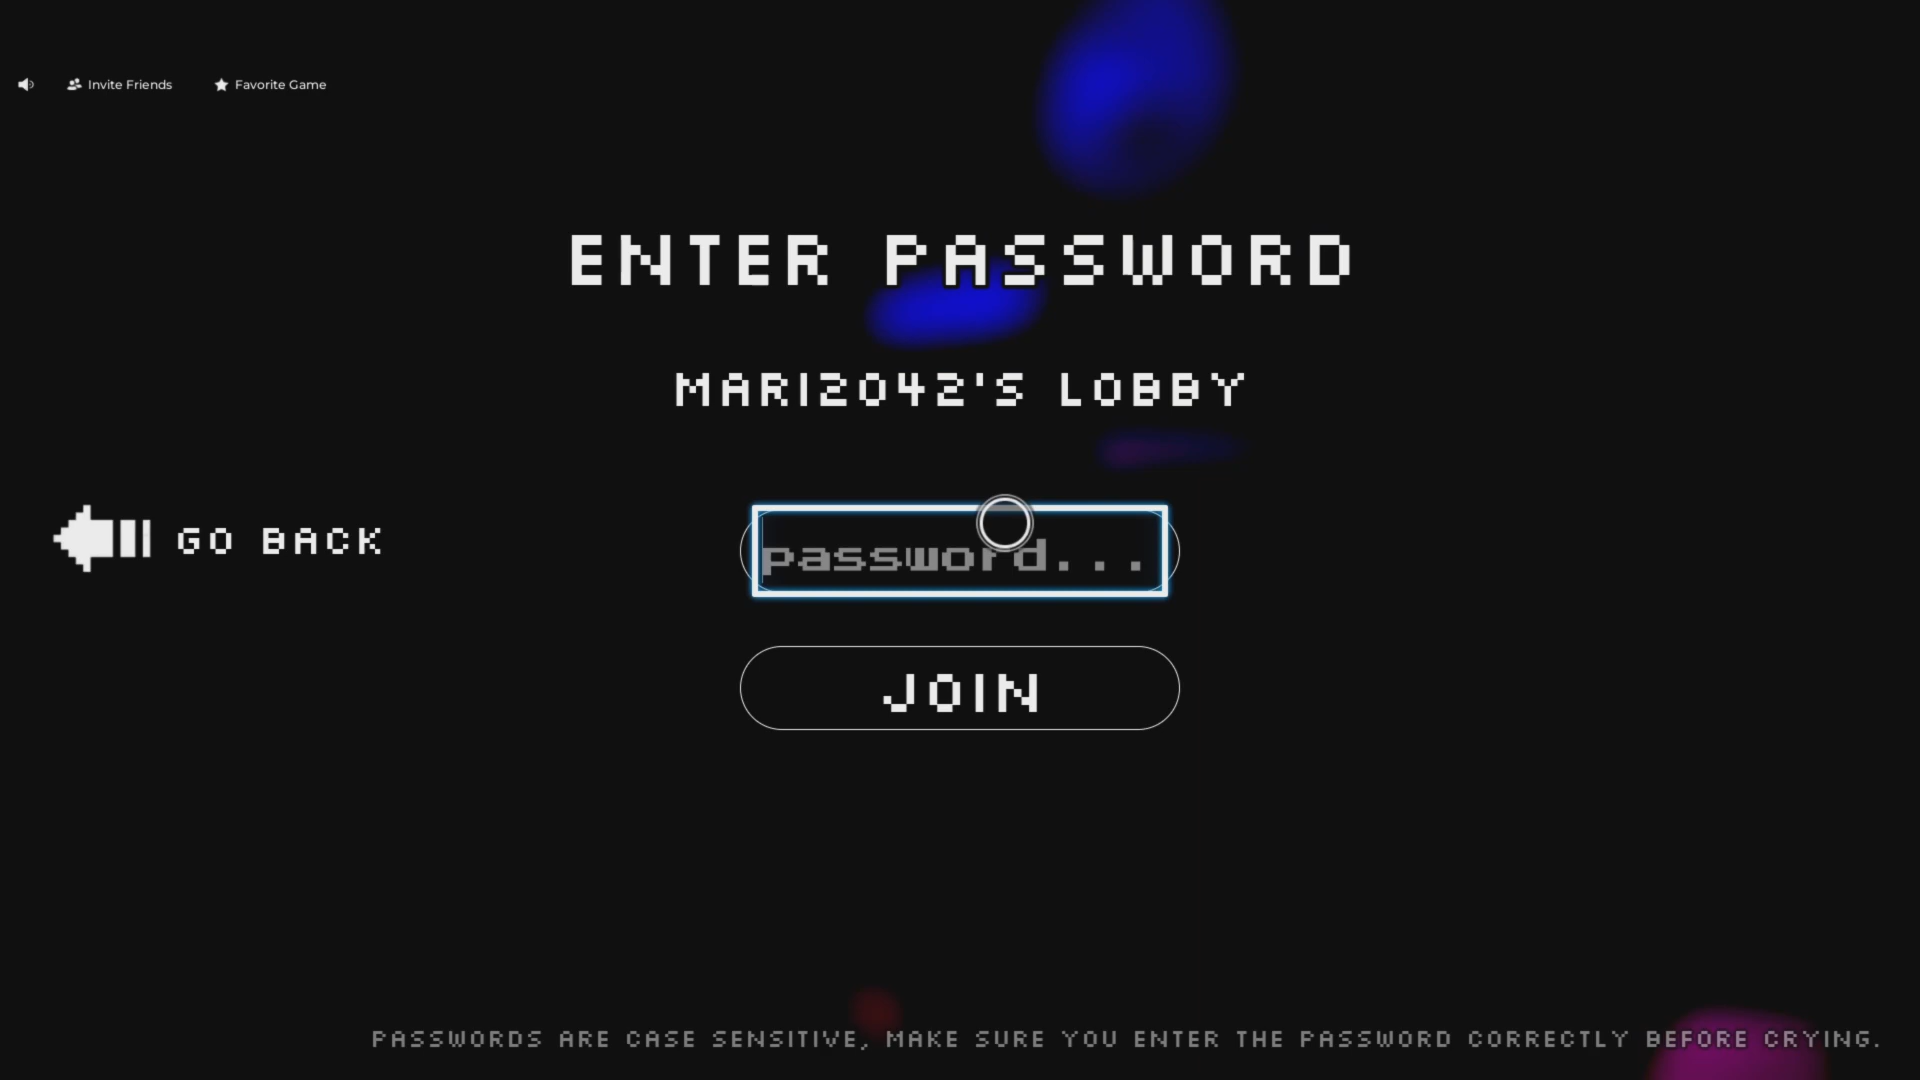 Invite Friends Favorite Game
ENTER PASSWORD
MARI2042'S LOBBY
GO BACK
password...
JOIN
PASSWORDS ARE CASE SENSITIVE, MAKE SURE YOU ENTER THE PASSWORD CORRECTLY BEFORE CRYING.